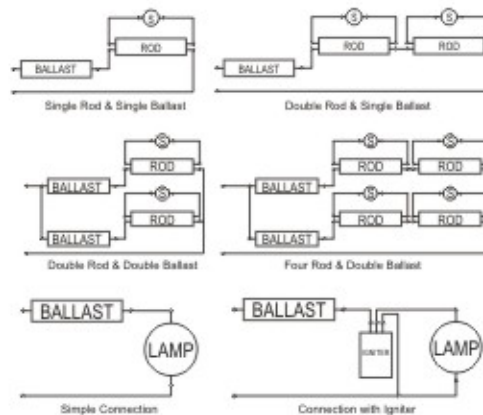 S
S
S
ROD
ROD
ROD
BALLAST
BALLAST
Single Rod & Single Ballast
Double Rod & Single Ballast
S
S
S
ROD
ROD
ROD
BALLAST
BALLAST
S
S
S
ROD
ROD
ROD
BALLAST
BALLAST
Double Rod & Double Ballast
Four Rod & Double Ballast
BALLAST
BALLAST
LAMP
IGNITER
LAMP
Simple Connection
Connection with Igniter